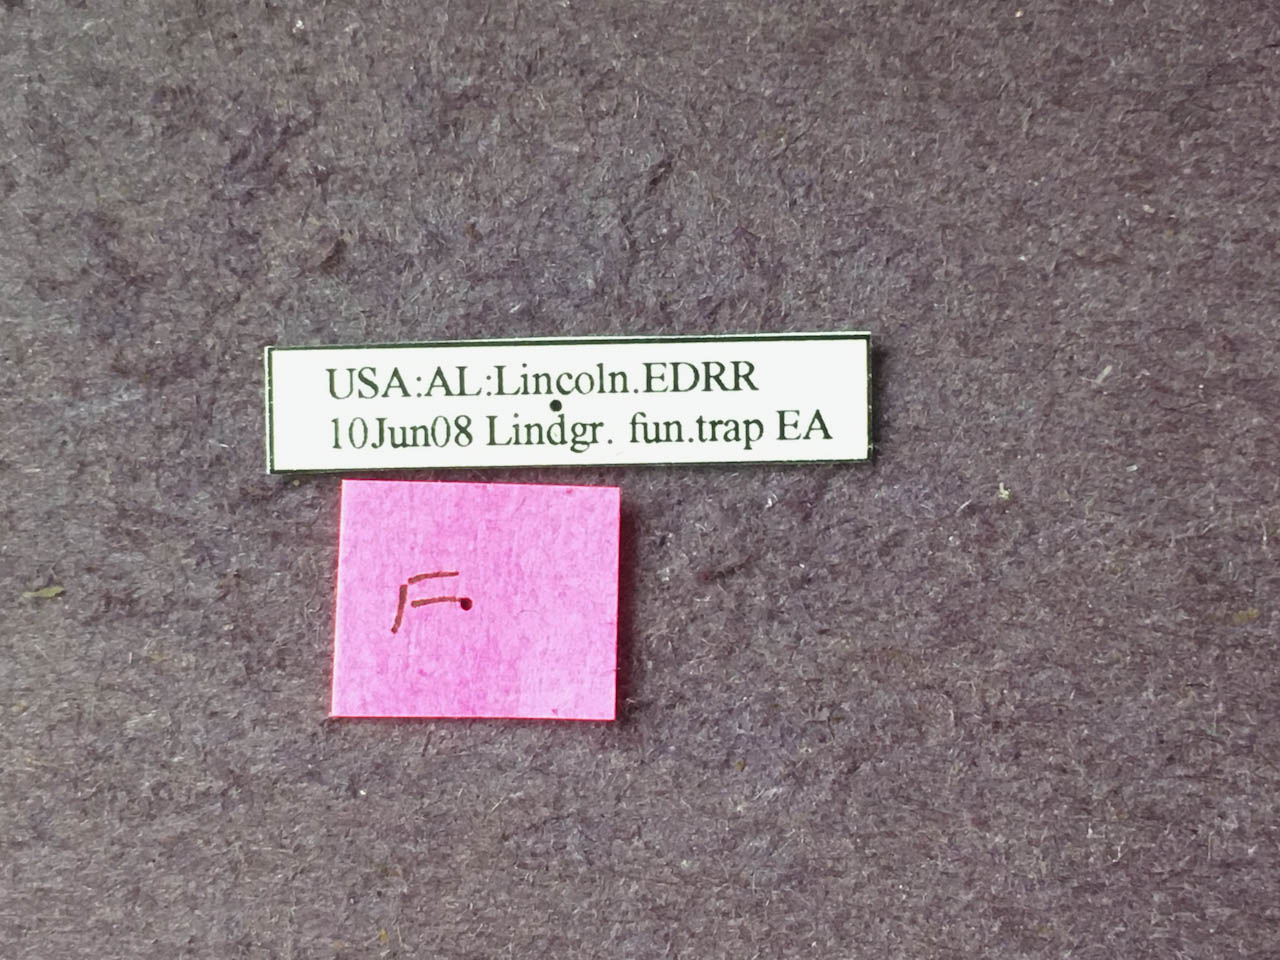 USA:AL:Lincoln.EDRR
10Jun08 Lindgr. fun.trap EA
F